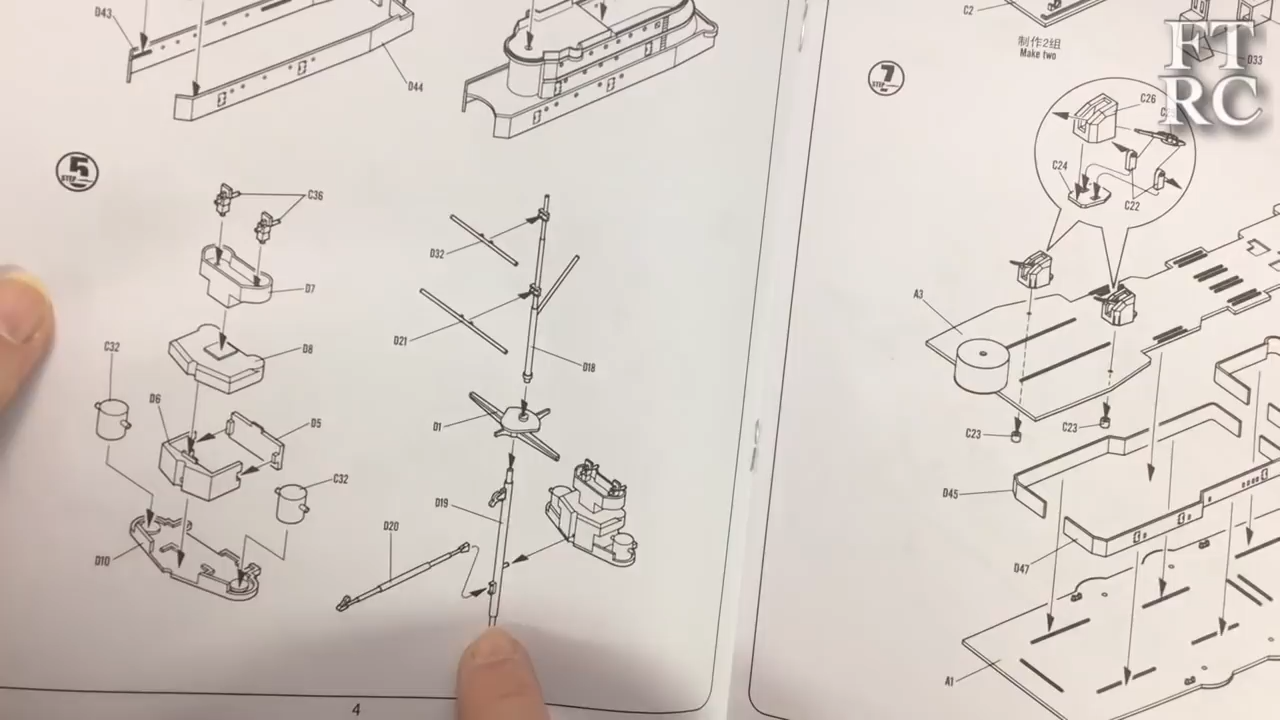 D43
D44
5
STEP
C36
D7
D8
C32
D6
D5
C32
D10
D32
D21
D18
D1
D19
D20
4
C2
制作2组
Make two
D33
FT
RC
7
STEP
C26
C24
C22
A3
C23
C23
D45
D47
A1